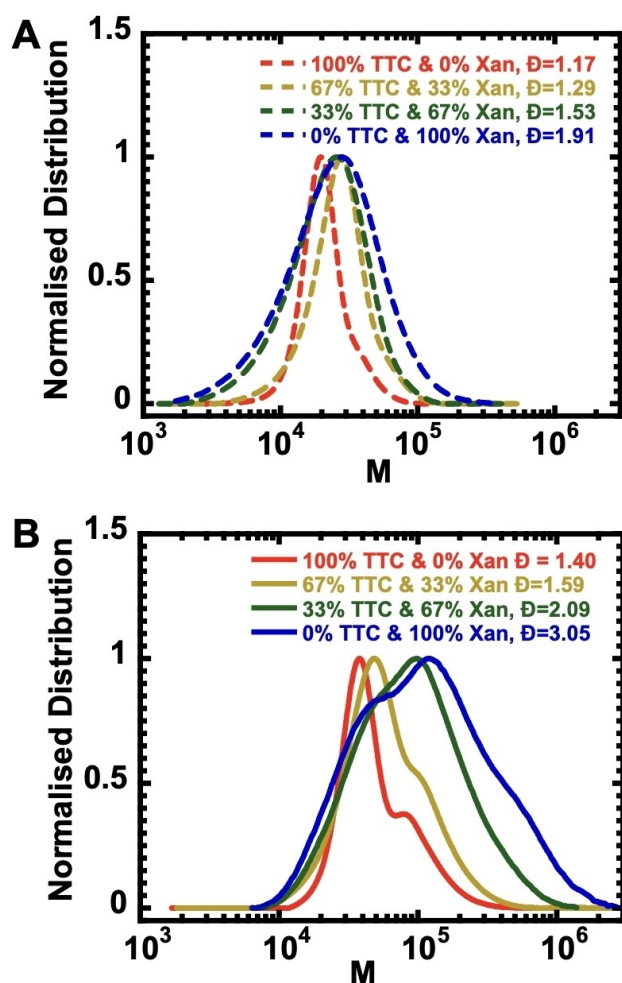 A
1.5
100% TTC & 0% Xan, Đ=1.17
67% TTC & 33% Xan, Đ=1.29
33% TTC & 67% Xan, Đ=1.53
0% TTC & 100% Xan, Đ=1.91
1
0.5
0
Normalised Distribution
10³ 10⁴ 10⁵ 10⁶
M
B
1.5
100% TTC & 0% Xan Đ = 1.40
67% TTC & 33% Xan Đ=1.59
33% TTC & 67% Xan, Đ=2.09
0% TTC & 100% Xan, Đ=3.05
1
0.5
0
Normalised Distribution
10³ 10⁴ 10⁵ 10⁶
M